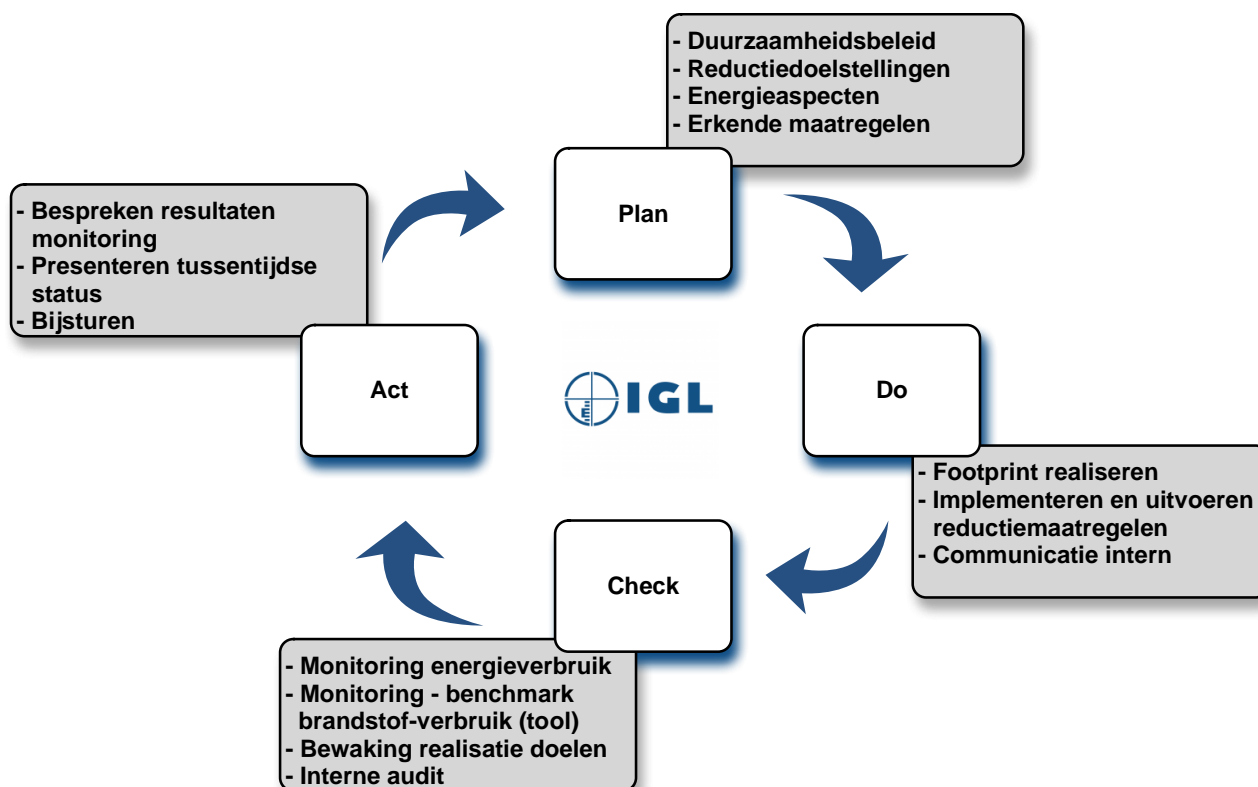 - Duurzaamheidsbeleid
- Reductiedoelstellingen
- Energieaspecten
- Erkende maatregelen
Plan
- Bespreken resultaten
monitoring
- Presenteren tussentijdse
status
- Bijsturen
Act
IGL
Do
- Footprint realiseren
- Implementeren en uitvoeren
reductiemaatregelen
- Communicatie intern
Check
- Monitoring energieverbruik
- Monitoring - benchmark
brandstof-verbruik (tool)
- Bewaking realisatie doelen
- Interne audit